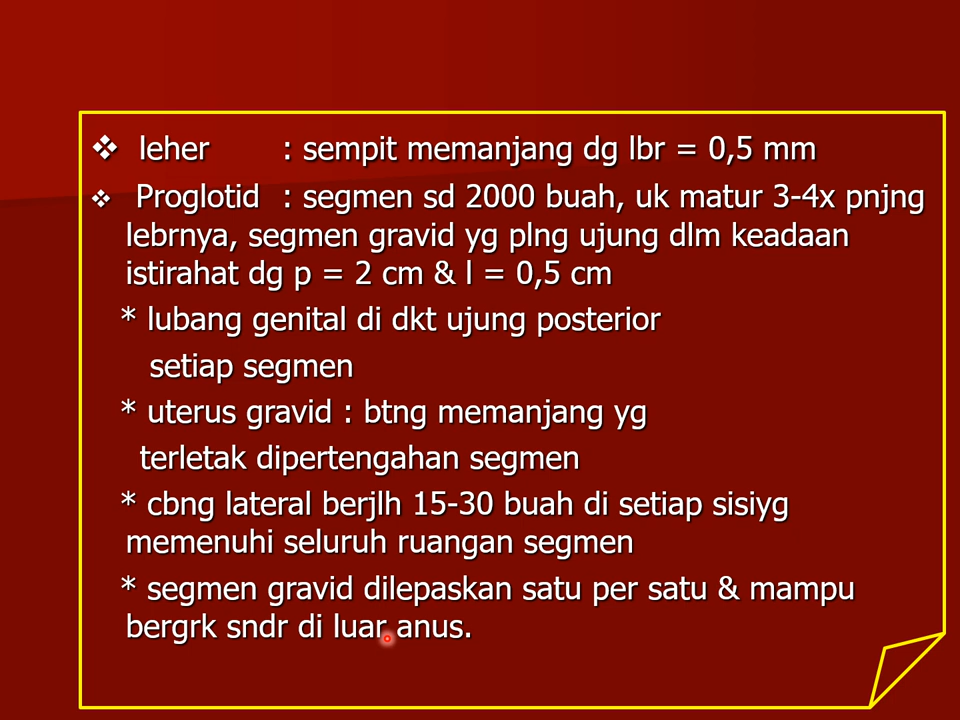 ❖ leher : sempit memanjang dg lbr = 0,5 mm
❖ Proglotid : segmen sd 2000 buah, uk matur 3-4x pnjng
lebrnya, segmen gravid yg plng ujung dlm keadaan
istirahat dg p = 2 cm & l = 0,5 cm
* lubang genital di dkt ujung posterior
setiap segmen
* uterus gravid : btng memanjang yg
terletak dipertengahan segmen
* cbng lateral berjlh 15-30 buah di setiap sisiyg
memenuhi seluruh ruangan segmen
* segmen gravid dilepaskan satu per satu & mampu
bergrk sndr di luar anus.